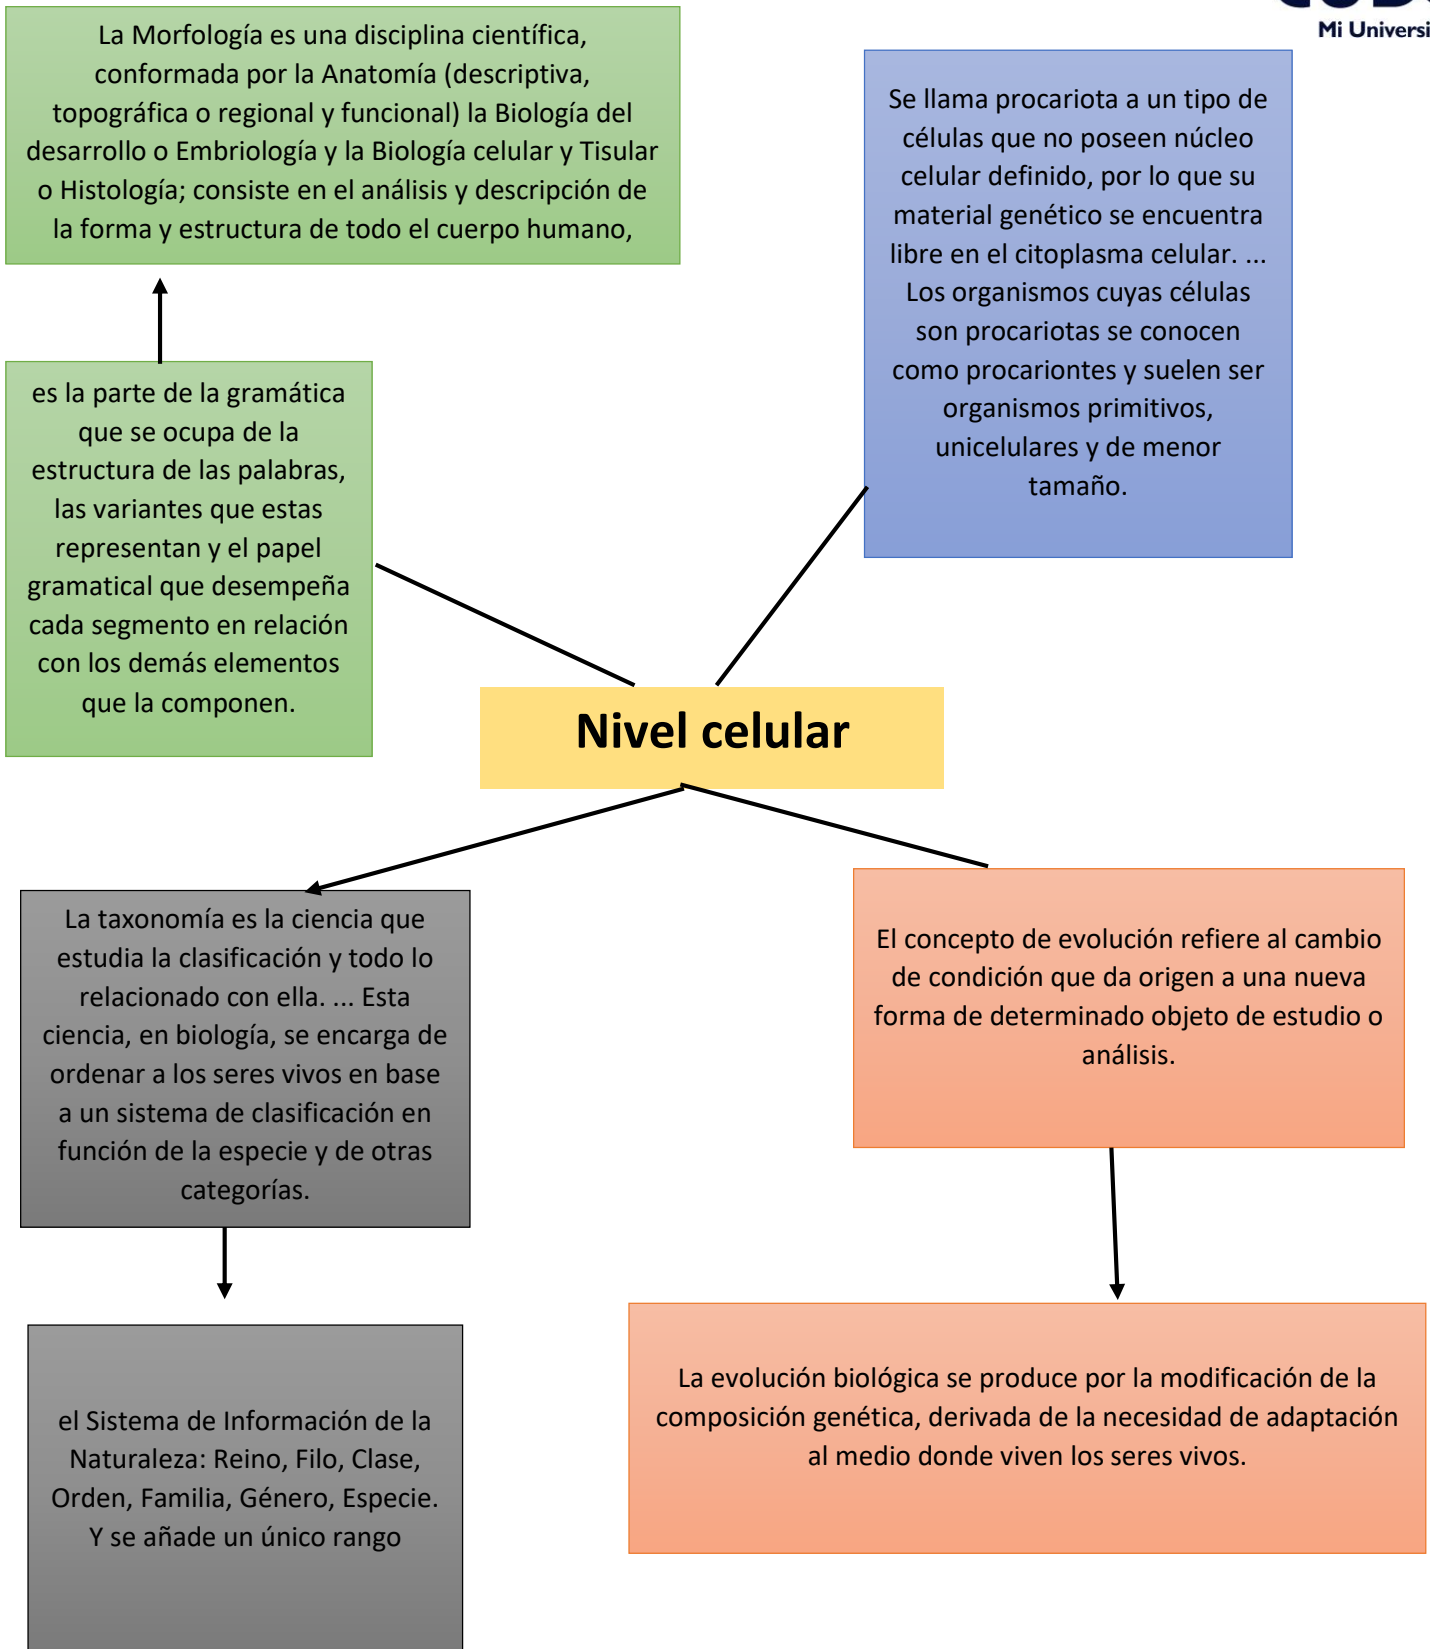 Mi Universi
La Morfología es una disciplina científica,
conformada por la Anatomía (descriptiva,
topográfica o regional y funcional) la Biología del
desarrollo o Embriología y la Biología celular y Tisular
o Histología; consiste en el análisis y descripción de
la forma y estructura de todo el cuerpo humano,
Se llama procariota a un tipo de
células que no poseen núcleo
celular definido, por lo que su
material genético se encuentra
libre en el citoplasma celular. ...
Los organismos cuyas células
son procariotas se conocen
como procariontes y suelen ser
organismos primitivos,
unicelulares y de menor
tamaño.
es la parte de la gramática
que se ocupa de la
estructura de las palabras,
las variantes que estas
representan y el papel
gramatical que desempeña
cada segmento en relación
con los demás elementos
que la componen.
Nivel celular
La taxonomía es la ciencia que
estudia la clasificación y todo lo
relacionado con ella. ... Esta
ciencia, en biología, se encarga de
ordenar a los seres vivos en base
a un sistema de clasificación en
función de la especie y de otras
categorías.
El concepto de evolución refiere al cambio
de condición que da origen a una nueva
forma de determinado objeto de estudio o
análisis.
el Sistema de Información de la
Naturaleza: Reino, Filo, Clase,
Orden, Familia, Género, Especie.
Y se añade un único rango
La evolución biológica se produce por la modificación de la
composición genética, derivada de la necesidad de adaptación
al medio donde viven los seres vivos.